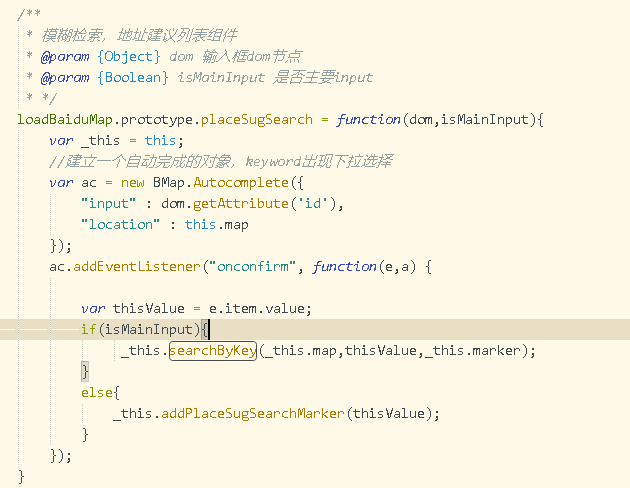 /**
* 模糊检索, 地址建议列表组件
* @param {Object} dom 输入框dom节点
* @param {Boolean} isMainInput 是否主要input
* */
loadBaiduMap.prototype.placeSugSearch = function(dom,isMainInput){
var _this = this;
//建立一个自动完成的对象, keyword出现下拉选择
var ac = new BMap.Autocomplete({
"input" : dom.getAttribute('id'),
"location" : this.map
});
ac.addEventListener("onconfirm", function(e,a) {
var thisValue = e.item.value;
if(isMainInput){
_this.searchByKey(_this.map,thisValue,_this.marker);
}
else{
_this.addPlaceSugSearchMarker(thisValue);
}
});
}